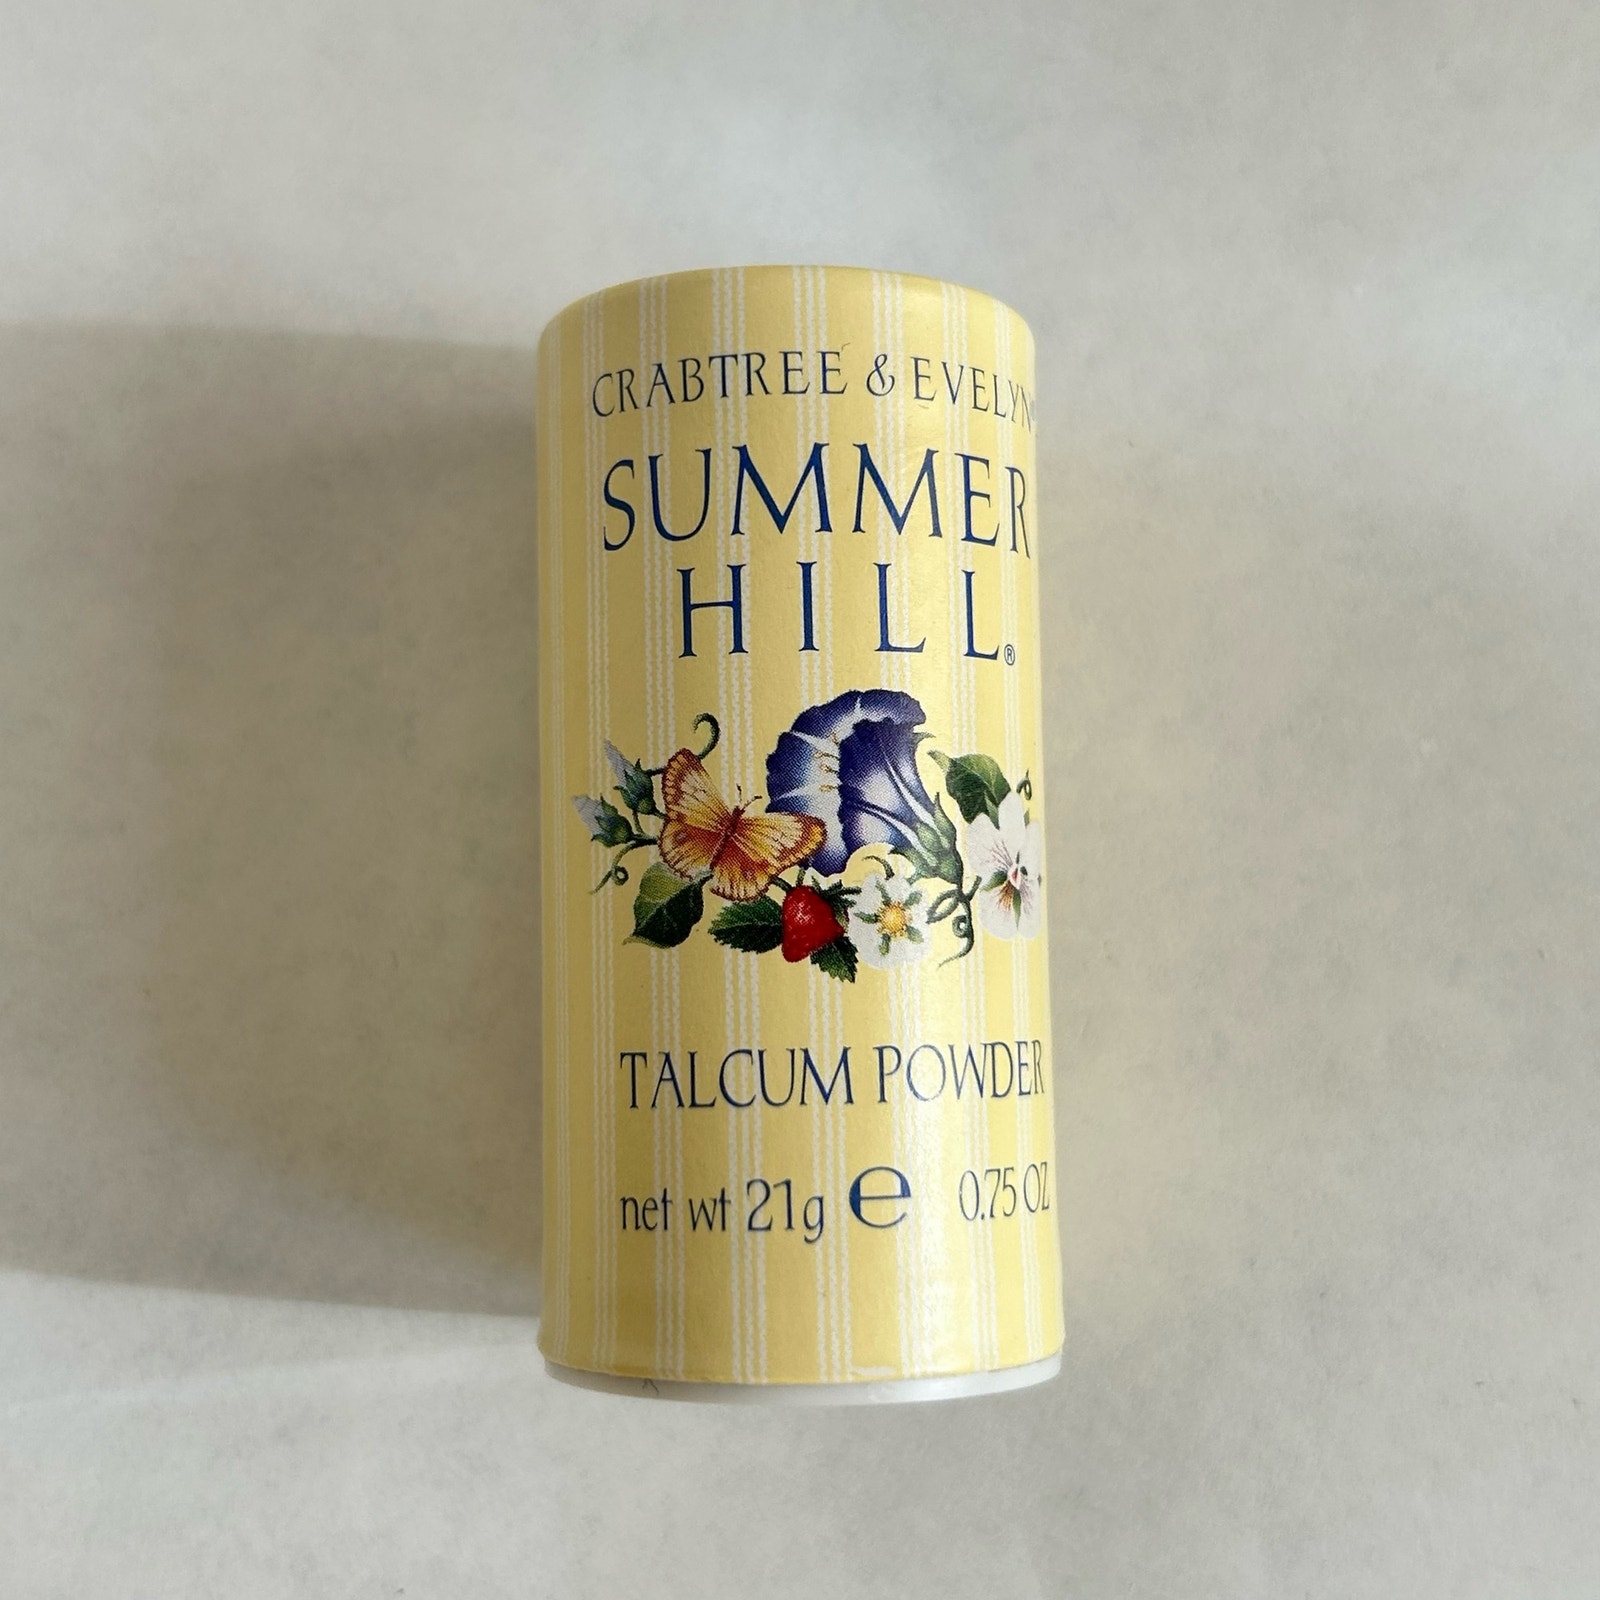 CRABTREE & EVELYN®
SUMMER
HILL®
TALCUM POWDER
net wt 21g e 0.75 OZ